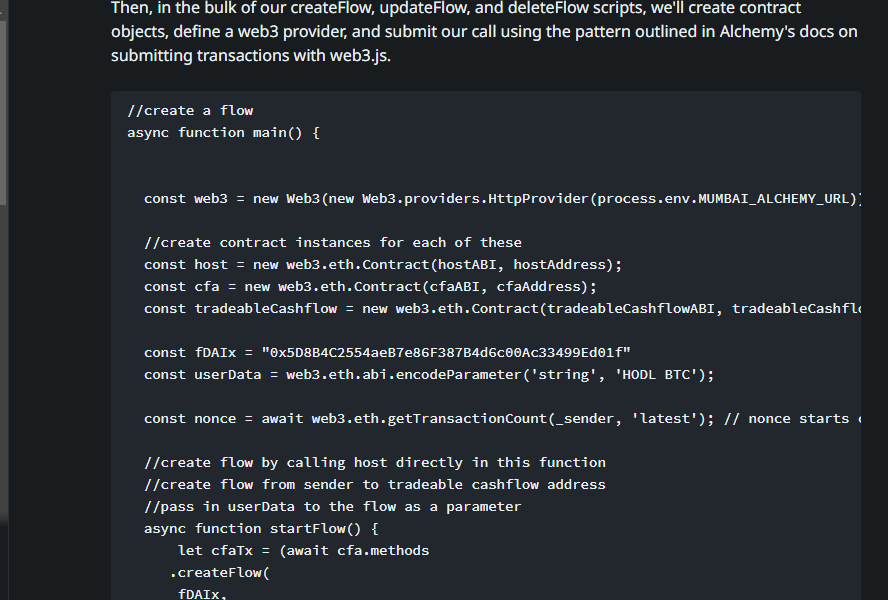 Then, in the bulk of our createFlow, updateFlow, and deleteFlow scripts, we'll create contract
objects, define a web3 provider, and submit our call using the pattern outlined in Alchemy's docs on
submitting transactions with web3.js.
//create a flow
async function main() {
const web3 = new Web3(new Web3.providers.HttpProvider(process.env.MUMBAI_ALCHEMY_URL))
//create contract instances for each of these
const host = new web3.eth.Contract(hostABI, hostAddress);
const cfa = new web3.eth.Contract(cfaABI, cfaAddress);
const tradeableCashflow = new web3.eth.Contract(tradeableCashflowABI, tradeableCashflo
const fDAIx = "0x5D8B4C2554aeB7e86F387B4d6c00Ac33499Ed01f"
const userData = web3.eth.abi.encodeParameter('string', 'HODL BTC');
const nonce = await web3.eth.getTransactionCount(_sender, 'latest'); // nonce starts
//create flow by calling host directly in this function
//create flow from sender to tradeable cashflow address
//pass in userData to the flow as a parameter
async function startFlow() {
let cfaTx = (await cfa.methods
.createFlow(
fDAIx,